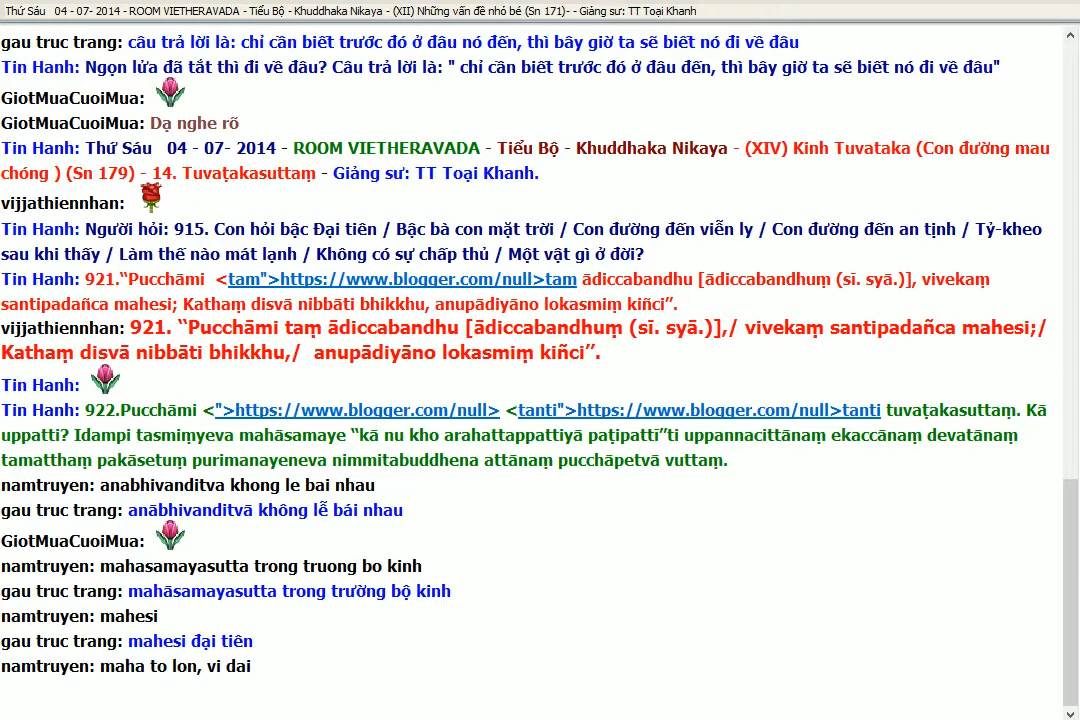 Thứ Sáu 04 - 07- 2014 - ROOM VIETHERAVADA - Tiểu Bộ - Khuddhaka Nikaya - (XII) Những vấn đề nhỏ bé (Sn 171)- - Giảng sư: TT Toại Khanh
gau truc trang: câu trả lời là: chỉ cần biết trước đó ở đâu nó đến, thì bây giờ ta sẽ biết nó đi về đâu
Tin Hanh: Ngọn lửa đã tắt thì đi về đâu? Câu trả lời là: " chỉ cần biết trước đó ở đâu đến, thì bây giờ ta sẽ biết nó đi về đâu"
GiotMuaCuoiMua:
GiotMuaCuoiMua: Dạ nghe rõ
Tin Hanh: Thứ Sáu 04 - 07- 2014 - ROOM VIETHERAVADA - Tiểu Bộ - Khuddhaka Nikaya - (XIV) Kinh Tuvataka (Con đường mau
chóng ) (Sn 179) - 14. Tuvaṭakasuttaṃ - Giảng sư: TT Toại Khanh.
vijjathiennhan:
Tin Hanh: Người hỏi: 915. Con hỏi bậc Đại tiên / Bậc bà con mặt trời / Con đường đến viễn ly / Con đường đến an tịnh / Tỷ-kheo
sau khi thấy / Làm thế nào mát lạnh / Không có sự chấp thủ / Một vật gì ở đời?
Tin Hanh: 921.“Pucchāmi <tam">https://www.blogger.com/null>tam ādiccabandhu [ādiccabandhuṃ (sī. syā.)], vivekaṃ
santipadañca mahesi; Kathaṃ disvā nibbāti bhikkhu, anupādiyāno lokasmiṃ kiñci”.
vijjathiennhan: 921. “Pucchāmi taṃ ādiccabandhu [ādiccabandhuṃ (sī. syā.)],/ vivekaṃ santipadañca mahesi;/
Kathaṃ disvā nibbāti bhikkhu,/ anupādiyāno lokasmiṃ kiñci”.
Tin Hanh:
Tin Hanh: 922.Pucchāmi <">https://www.blogger.com/null> <tanti">https://www.blogger.com/null>tanti tuvaṭakasuttaṃ. Kā
uppatti? Idampi tasmiṃyeva mahāsamaye “kā nu kho arahattappattiyā paṭipattī”ti uppannacittānaṃ ekaccānaṃ devatānaṃ
tamatthaṃ pakāsetuṃ purimanayeneva nimmitabuddhena attānaṃ pucchāpetvā vuttaṃ.
namtruyen: anabhivanditva khong le bai nhau
gau truc trang: anābhivanditvā không lễ bái nhau
GiotMuaCuoiMua:
namtruyen: mahasamayasutta trong truong bo kinh
gau truc trang: mahāsamayasutta trong trường bộ kinh
namtruyen: mahesi
gau truc trang: mahesi đại tiên
namtruyen: maha to lon, vi dai